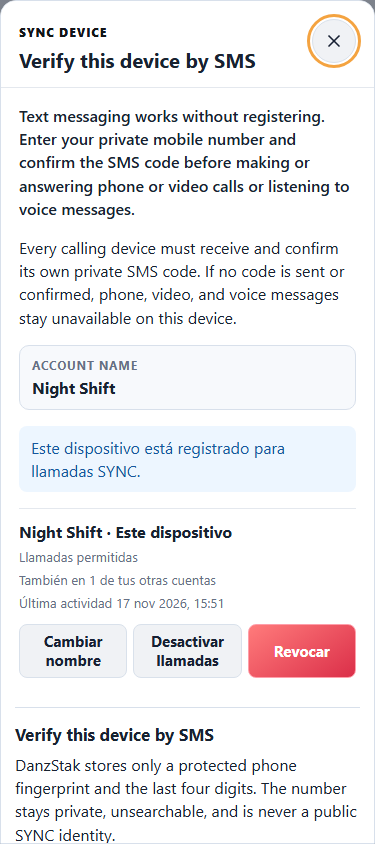 SYNC DEVICE
Verify this device by SMS
Text messaging works without registering.
Enter your private mobile number and
confirm the SMS code before making or
answering phone or video calls or listening to
voice messages.
Every calling device must receive and confirm
its own private SMS code. If no code is sent or
confirmed, phone, video, and voice messages
stay unavailable on this device.
ACCOUNT NAME
Night Shift
Este dispositivo está registrado para
llamadas SYNC.
Night Shift · Este dispositivo
Llamadas permitidas
También en 1 de tus otras cuentas
Última actividad 17 nov 2026, 15:51
Cambiar
nombre
Desactivar
llamadas
Revocar
Verify this device by SMS
DanzStak stores only a protected phone
fingerprint and the last four digits. The number
stays private, unsearchable, and is never a public
SYNC identity.